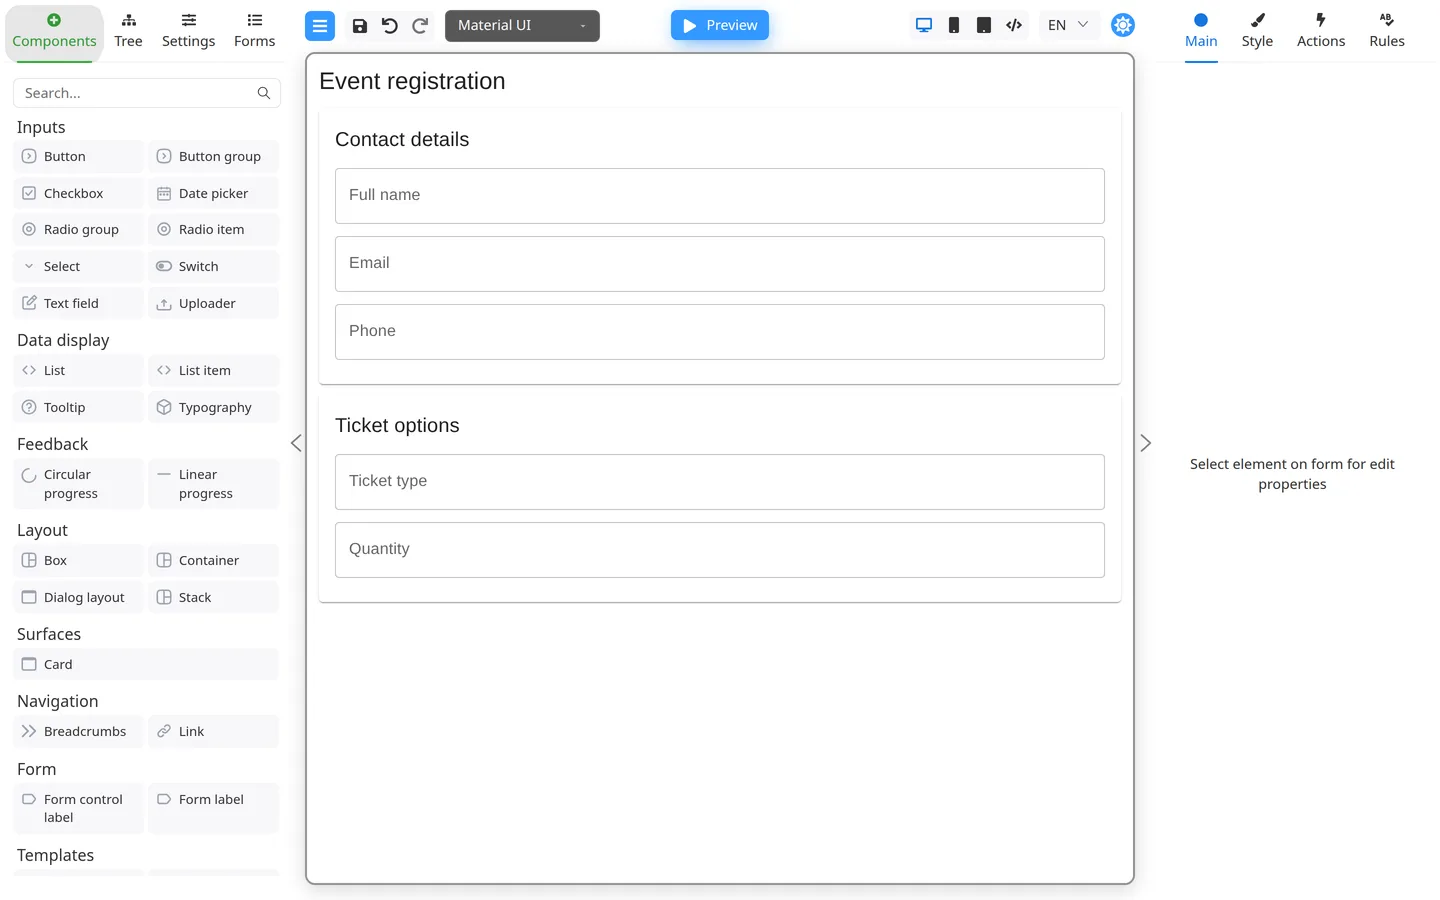 Components
Tree
Settings
Forms
Material UI
Preview
EN
Main
Style
Actions
Rules
Search...
Inputs
Button
Button group
Checkbox
Date picker
Radio group
Radio item
Select
Switch
Text field
Uploader
Data display
List
List item
Tooltip
Typography
Feedback
Circular
progress
Linear
progress
Layout
Box
Container
Dialog layout
Stack
Surfaces
Card
Navigation
Breadcrumbs
Link
Form
Form control
label
Form label
Templates
Event registration
Contact details
Full name
Email
Phone
Ticket options
Ticket type
Quantity
Select element on form for edit
properties